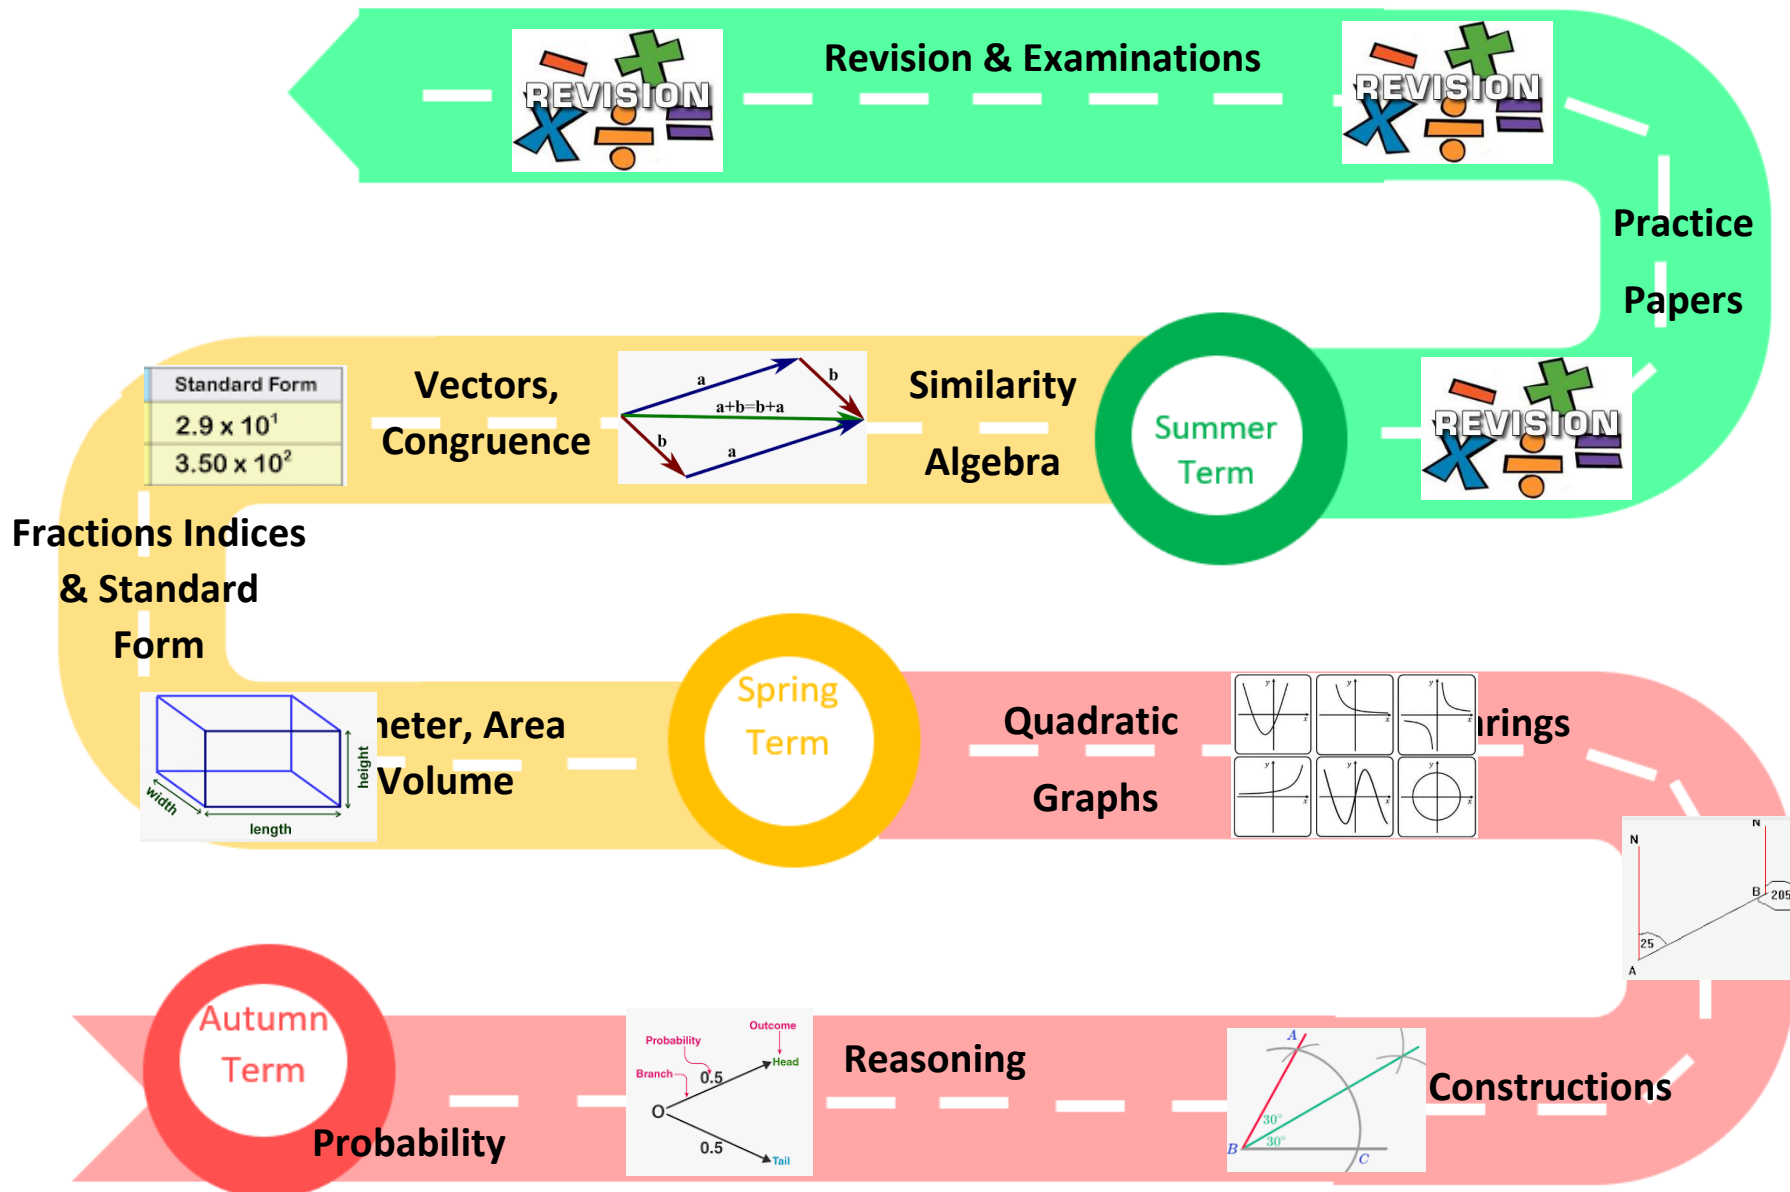 Revision & Examinations
REVISION
REVISION
Practice
Papers
Standard Form
2.9 x 10¹
3.50 x 10²
Vectors,
Congruence
a
b
a+b=b+a
b
a
Similarity
Algebra
Summer
Term
REVISION
Fractions Indices
& Standard
Form
Spring
Term
meter, Area
Volume
height
width
length
Quadratic
Graphs
y
x
y
x
y
x
y
x
y
x
y
x
arings
N
N
B
205
25
A
Autumn
Term
Probability
Outcome
Probability
Head
Branch
0.5
O
0.5
Tail
Reasoning
A
30°
30°
B
C
Constructions